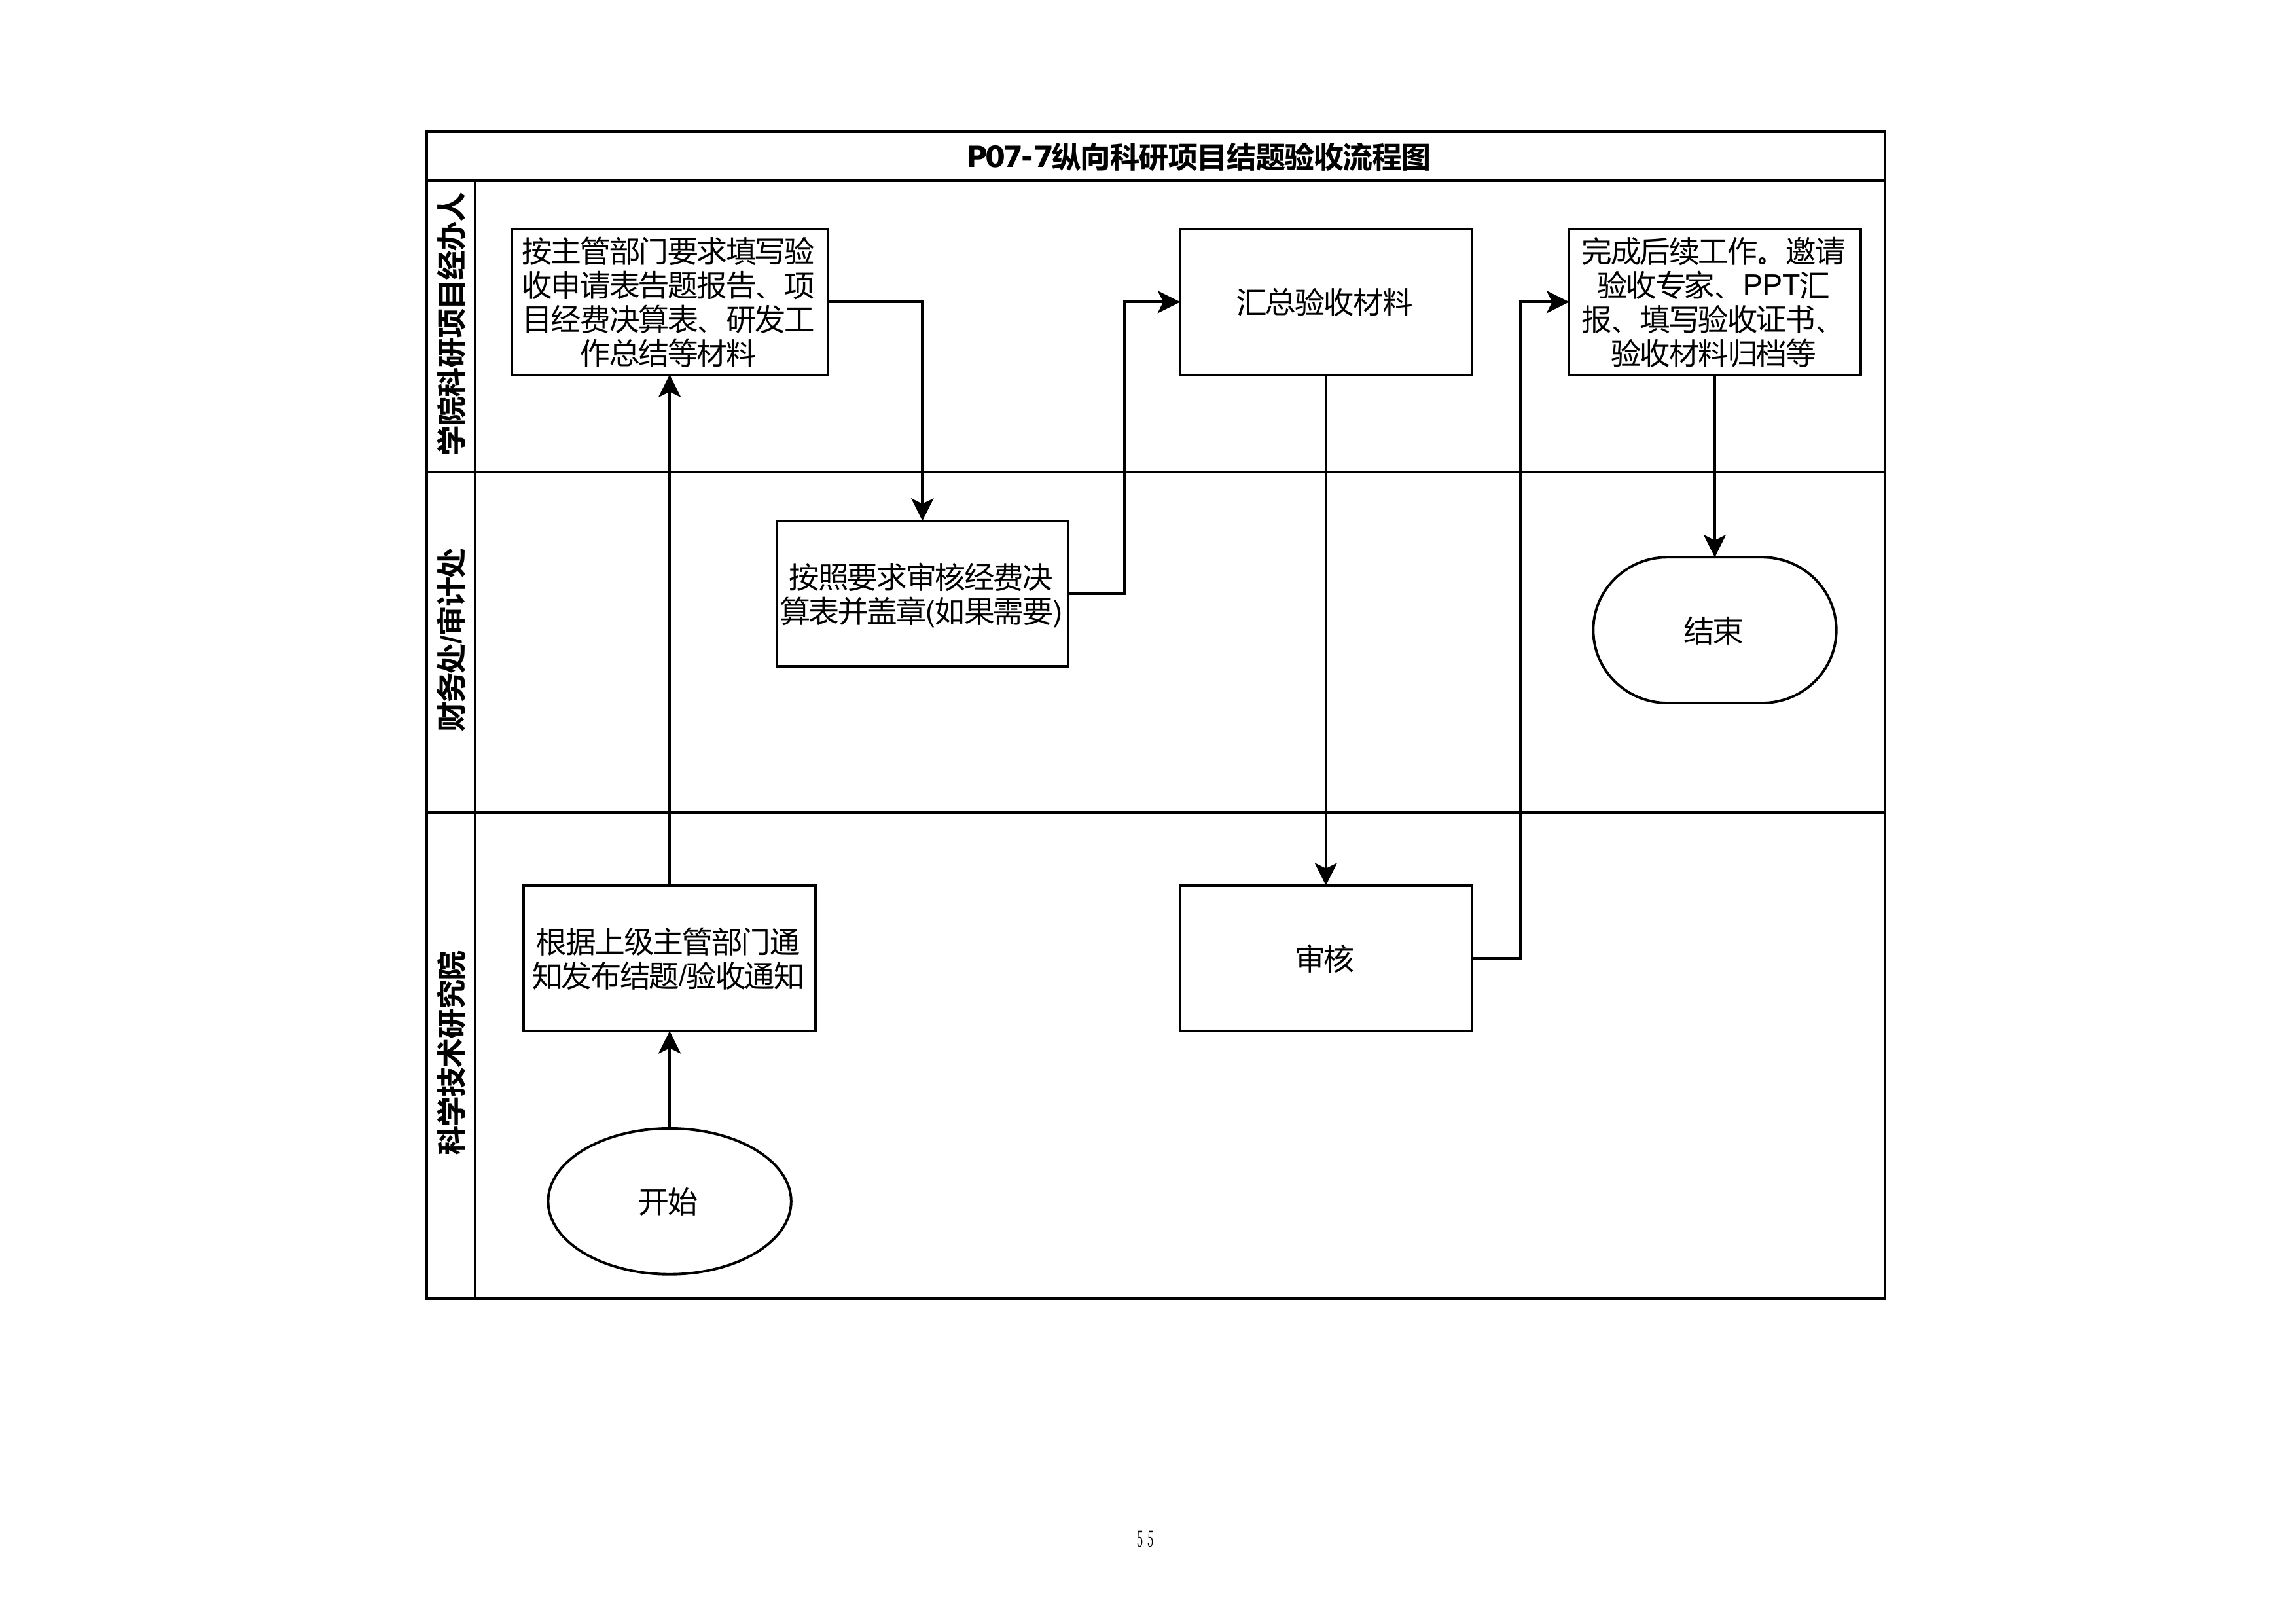 P07-7纵向科研项目结题验收流程图
学院科研项目经办人
按主管部门要求填写验
收申请表告题报告、项
目经费决算表、研发工
作总结等材料
汇总验收材料
完成后续工作。邀请
验收专家、PPT汇
报、填写验收证书、
验收材料归档等
财务处/审计处
按照要求审核经费决
算表并盖章(如果需要)
结束
科学技术研究院
根据上级主管部门通
知发布结题/验收通知
审核
开始
55